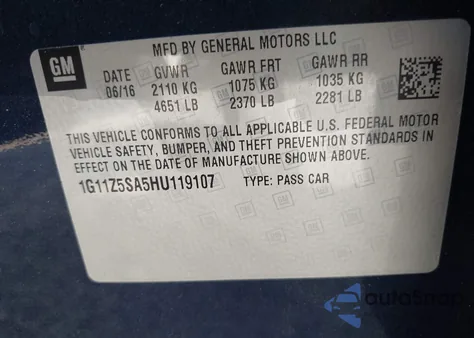 MFD BY GENERAL MOTORS LLC
GM
DATE GVWR GAWR FRT GAWR RR
06/16 2110 KG 1075 KG 1035 KG
4651 LB 2370 LB 2281 LB
THIS VEHICLE CONFORMS TO ALL APPLICABLE U.S. FEDERAL MOTOR
VEHICLE SAFETY, BUMPER, AND THEFT PREVENTION STANDARDS IN
EFFECT ON THE DATE OF MANUFACTURE SHOWN ABOVE.
1G11Z5SA5HU119107 TYPE: PASS CAR
autoSnap